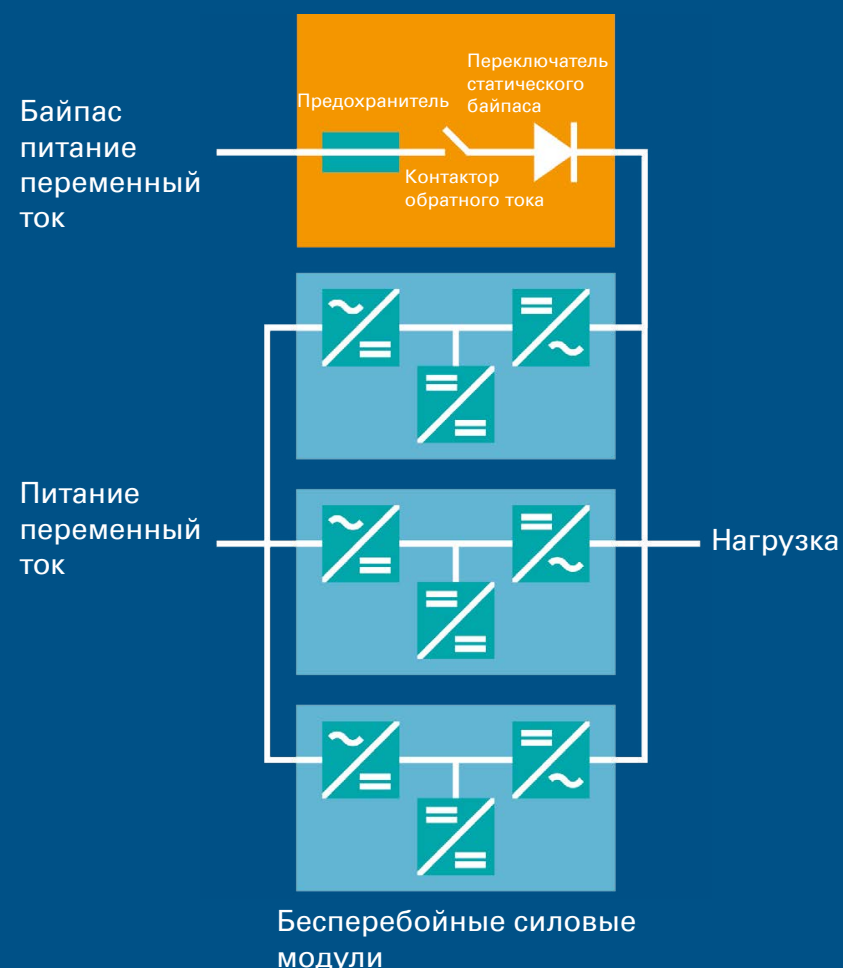 Переключатель
статического
байпаса
Предохранитель
Байпас
питание
переменный
ток
Контактор
обратного тока
Питание
переменный
ток
Нагрузка
Бесперебойные силовые
модули